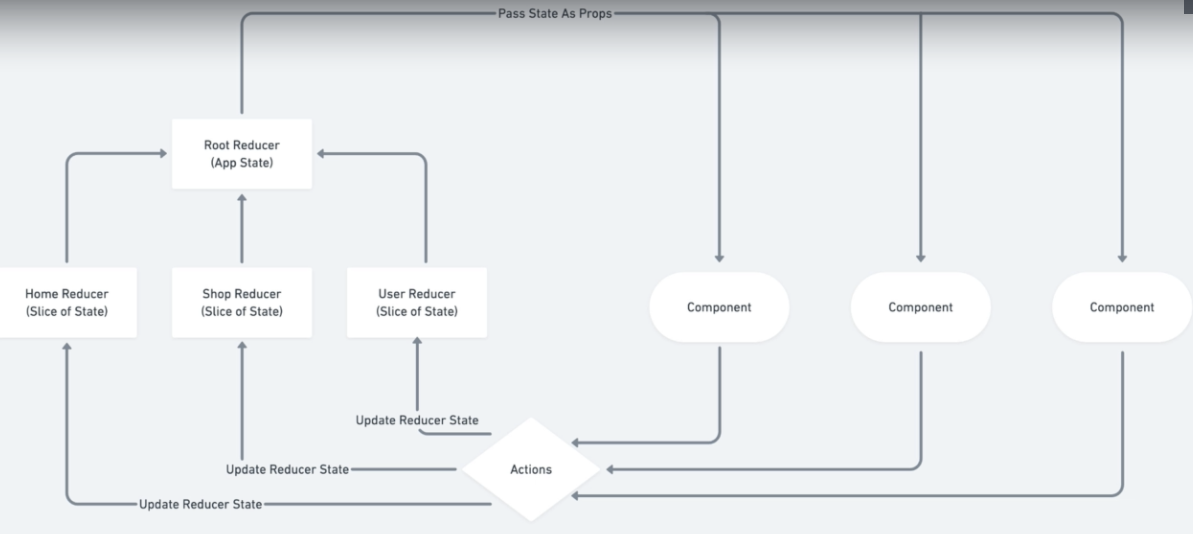 Pass State As Props
Root Reducer
(App State)
Home Reducer
(Slice of State)
Shop Reducer
(Slice of State)
User Reducer
(Slice of State)
Component
Component
Component
Update Reducer State
Update Reducer State
Actions
Update Reducer State